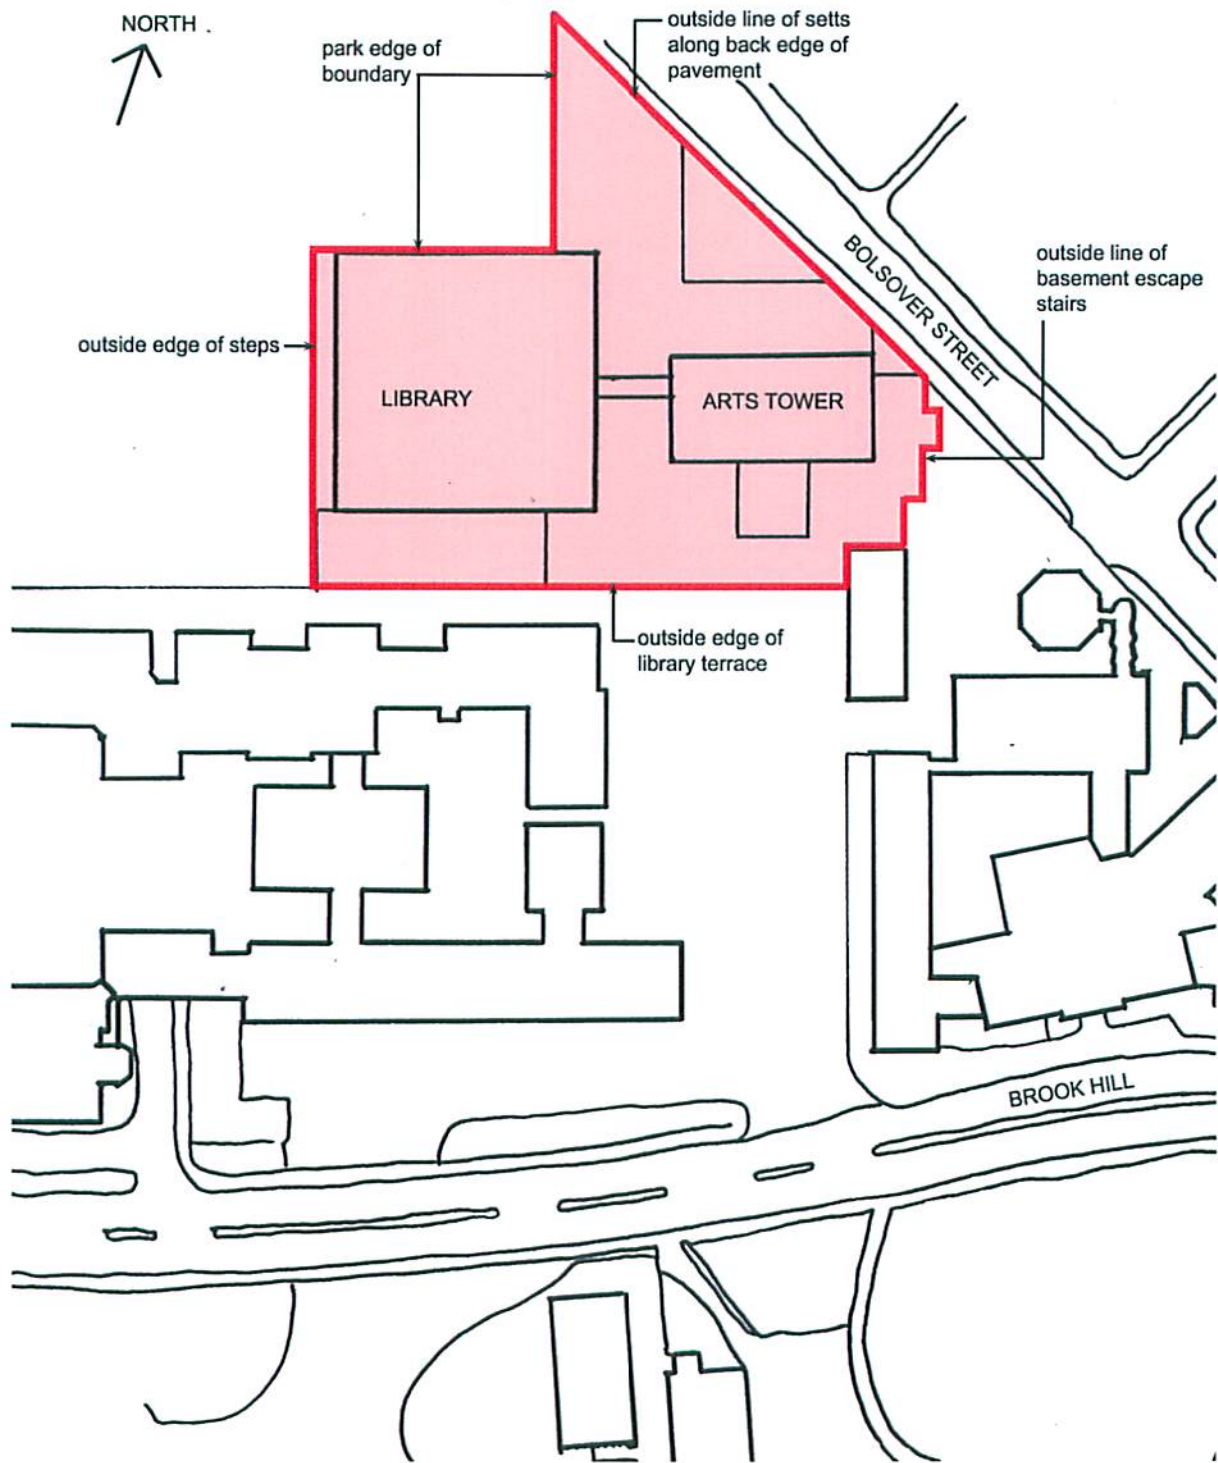 NORTH
outside line of setts
along back edge of
pavement
park edge of
boundary
BOLSOVER STREET
outside line of
basement escape
stairs
outside edge of steps
LIBRARY
ARTS TOWER
outside edge of
library terrace
BROOK HILL